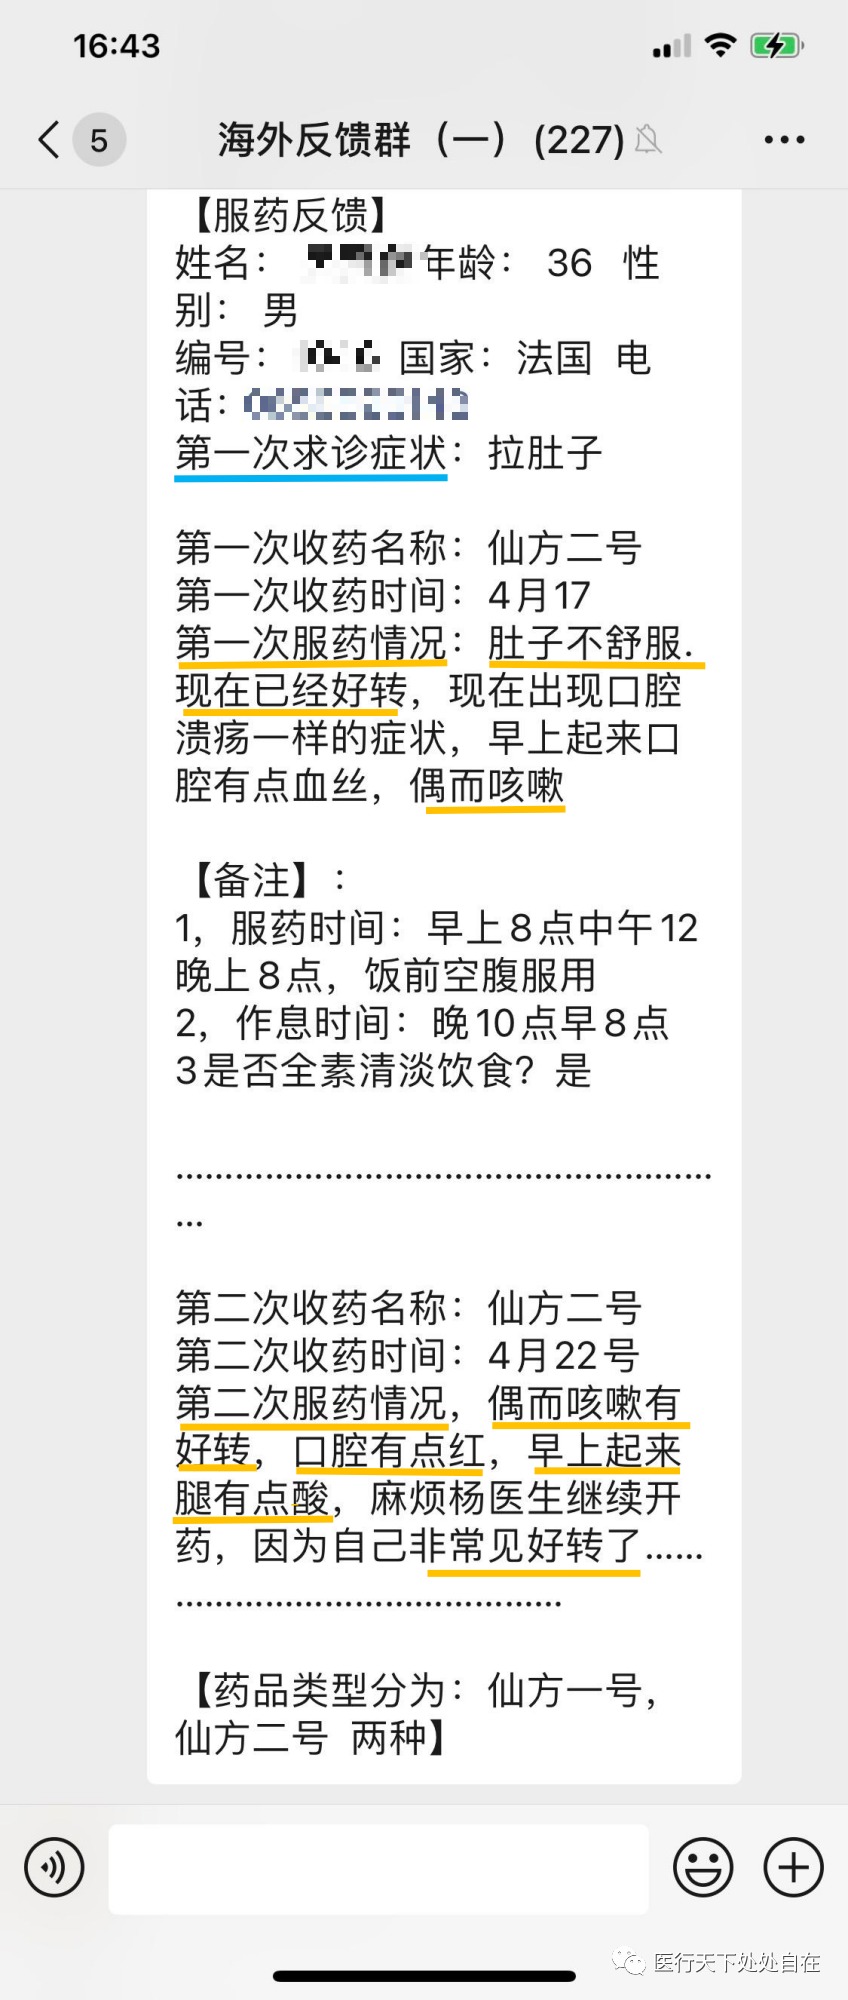 16:43
5 海外反馈群（一）(227)
【服药反馈】
姓名： 年龄： 36 性
别： 男
编号： 国家： 法国 电
话：
第一次求诊症状：拉肚子
第一次收药名称：仙方二号
第一次收药时间：4月17
第一次服药情况：肚子不舒服.
现在已经好转，现在出现口腔
溃疡一样的症状，早上起来口
腔有点血丝，偶而咳嗽
【备注】:
1，服药时间：早上8点中午12
晚上8点，饭前空腹服用
2，作息时间：晚10点早8点
3是否全素清淡饮食？是
………………………………………………
...
第二次收药名称：仙方二号
第二次收药时间：4月22号
第二次服药情况，偶而咳嗽有
好转，口腔有点红，早上起来
腿有点酸，麻烦杨医生继续开
药，因为自己非常见好转了……
…………………………………
【药品类型分为：仙方一号，
仙方二号 两种】
医行天下处处自在